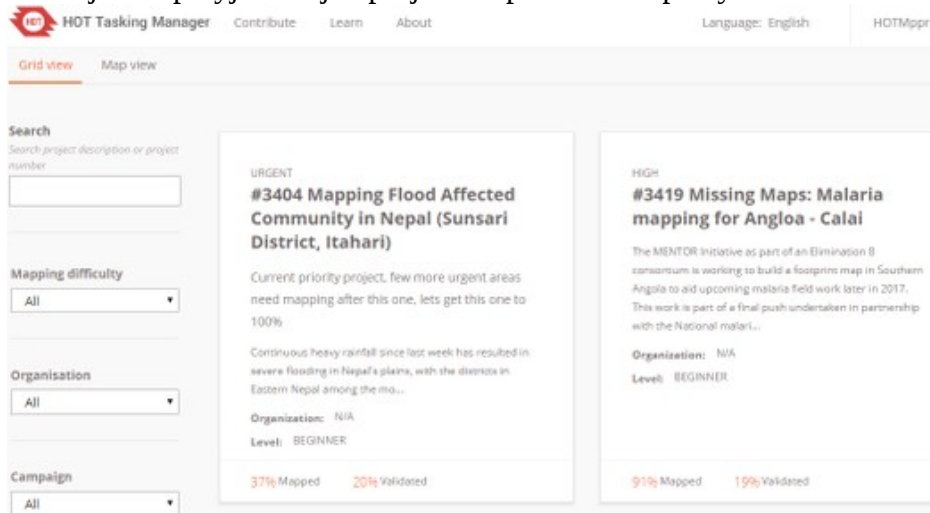 HOT
HOT Tasking Manager
Contribute
Learn
About
Language: English
HOTMppr
Grid view
Map view
Search
Search project description or project
number
Mapping difficulty
All
Organisation
All
Campaign
All
URGENT
#3404 Mapping Flood Affected
Community in Nepal (Sunsari
District, Itahari)
Current priority project, few more urgent areas
need mapping after this one, lets get this one to
100%
Continuous heavy rainfall since last week has resulted in
severe flooding in Nepal's plains, with the districts in
Eastern Nepal among the mo...
Organization: N/A
Level: BEGINNER
37% Mapped
20% Validated
HIGH
#3419 Missing Maps: Malaria
mapping for Angloa - Calai
The MENTOR Initiative as part of an Elimination 8
consortium is working to build a footprint map in Southern
Angola to aid upcoming malaria field work later in 2017.
This work is part of a final push undertaken in partnership
with the National malari...
Organization: N/A
Level: BEGINNER
91% Mapped
19% Validated